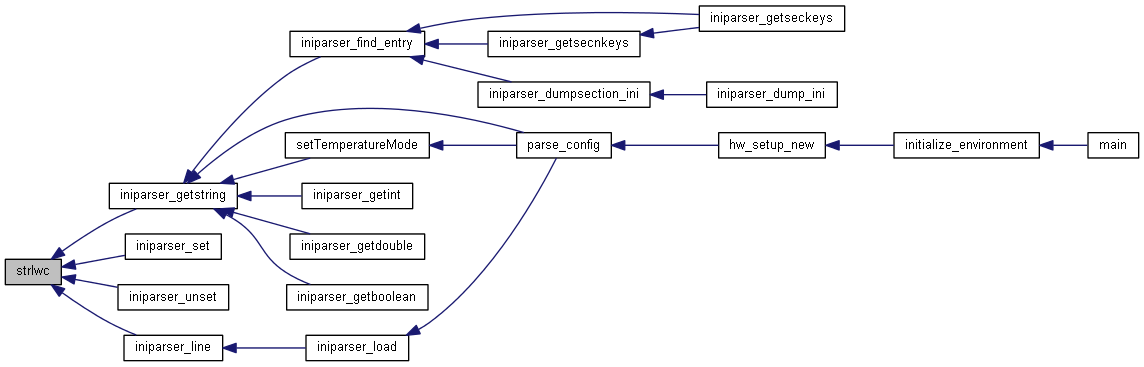 iniparser_getseckeys
iniparser_find_entry
iniparser_getsecnkeys
iniparser_dumpsection_ini
iniparser_dump_ini
setTemperatureMode
parse_config
hw_setup_new
initialize_environment
main
iniparser_getstring
iniparser_getint
iniparser_set
iniparser_getdouble
strlwc
iniparser_unset
iniparser_getboolean
iniparser_line
iniparser_load